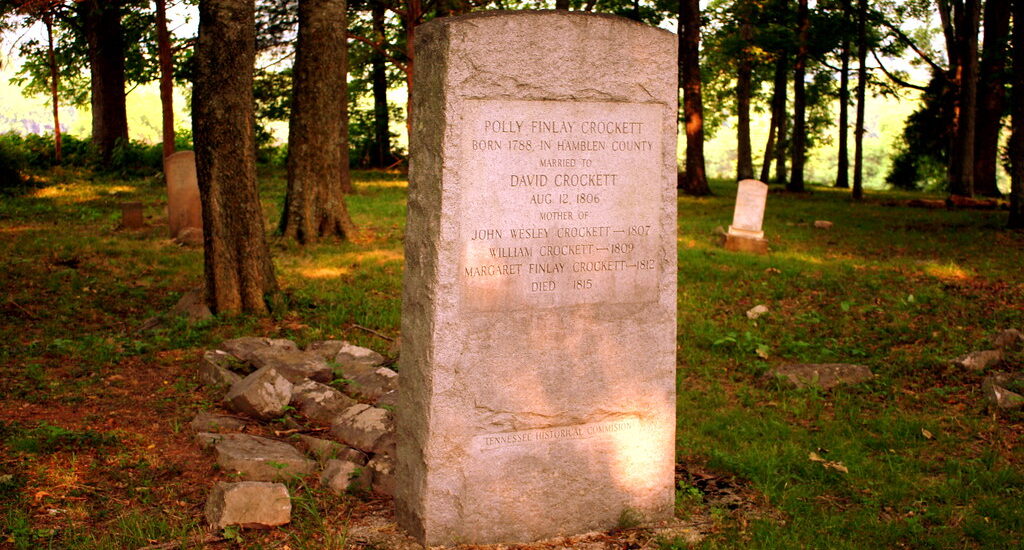 POLLY FINLAY CROCKETT
BORN 1788, IN HAMBLEN COUNTY
MARRIED TO
DAVID CROCKETT
AUG 12, 1806
MOTHER OF
JOHN WESLEY CROCKETT—1807
WILLIAM CROCKETT—1809
MARGARET FINLAY CROCKETT—1812
DIED 1815
TENNESSEE HISTORICAL COMMISION